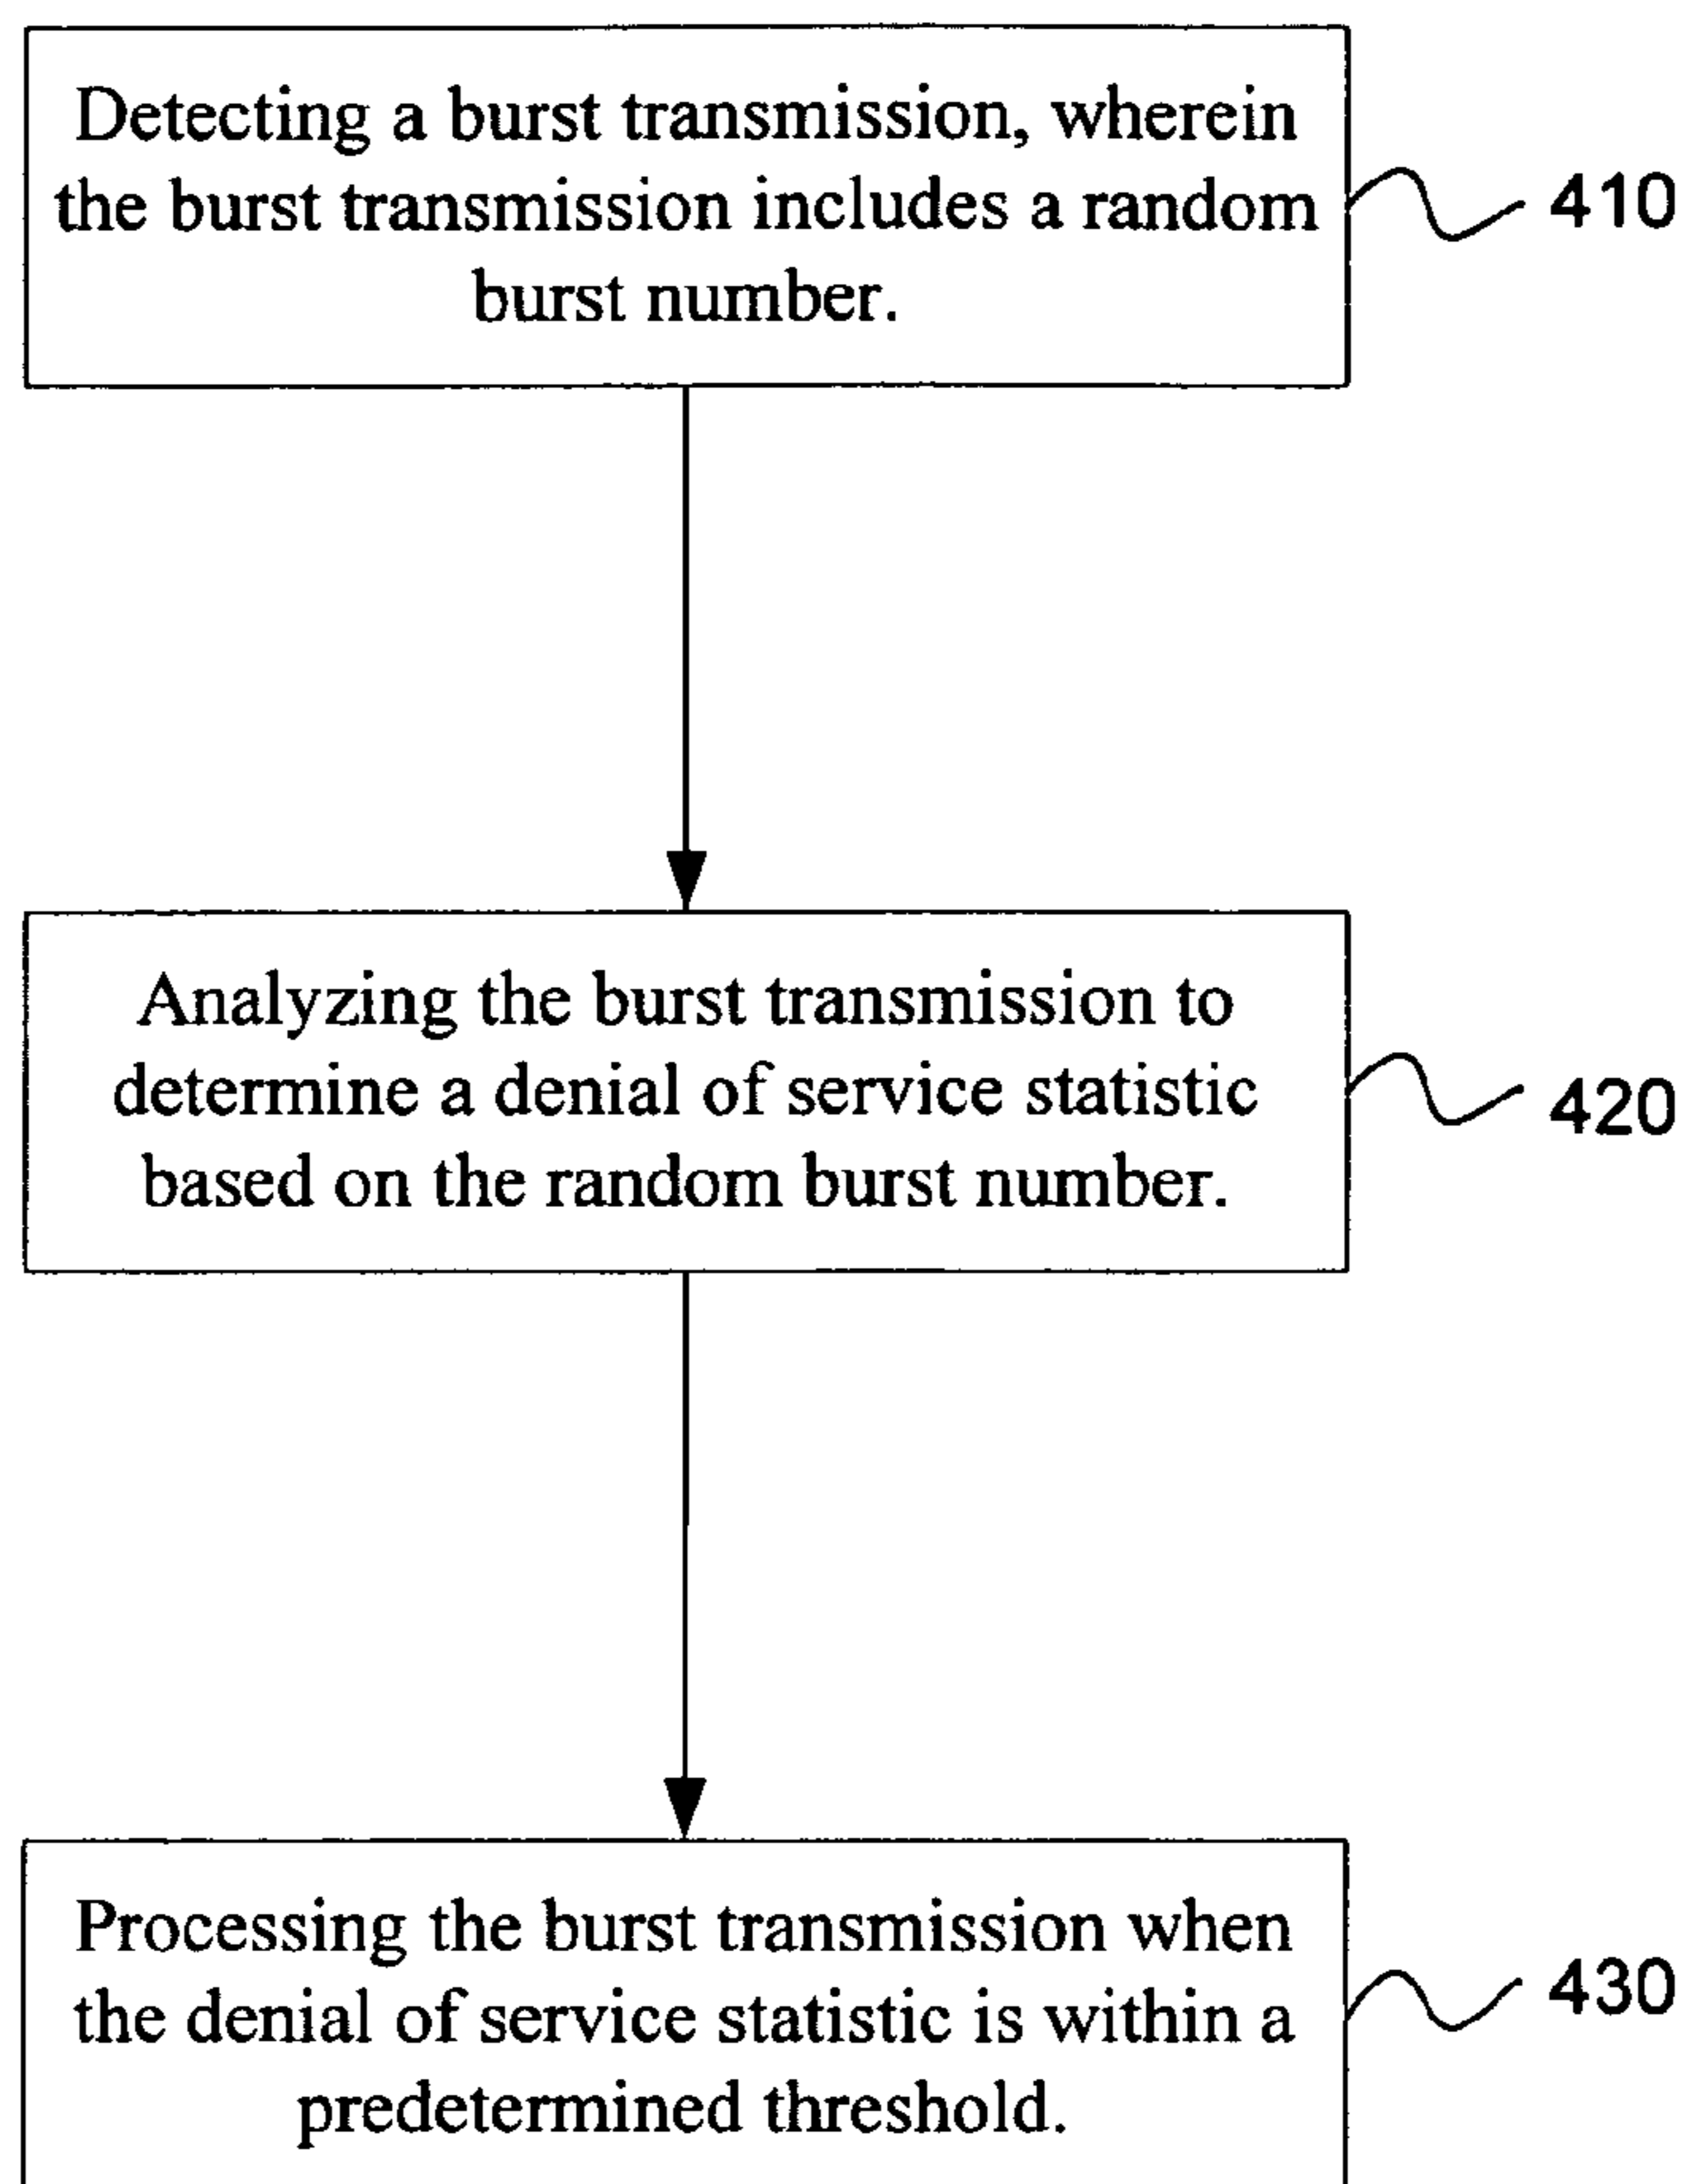 Detecting a burst transmission, wherein
the burst transmission includes a random
burst number.
410
Analyzing the burst transmission to
determine a denial of service statistic
based on the random burst number.
420
Processing the burst transmission when
the denial of service statistic is within a
predetermined threshold.
430